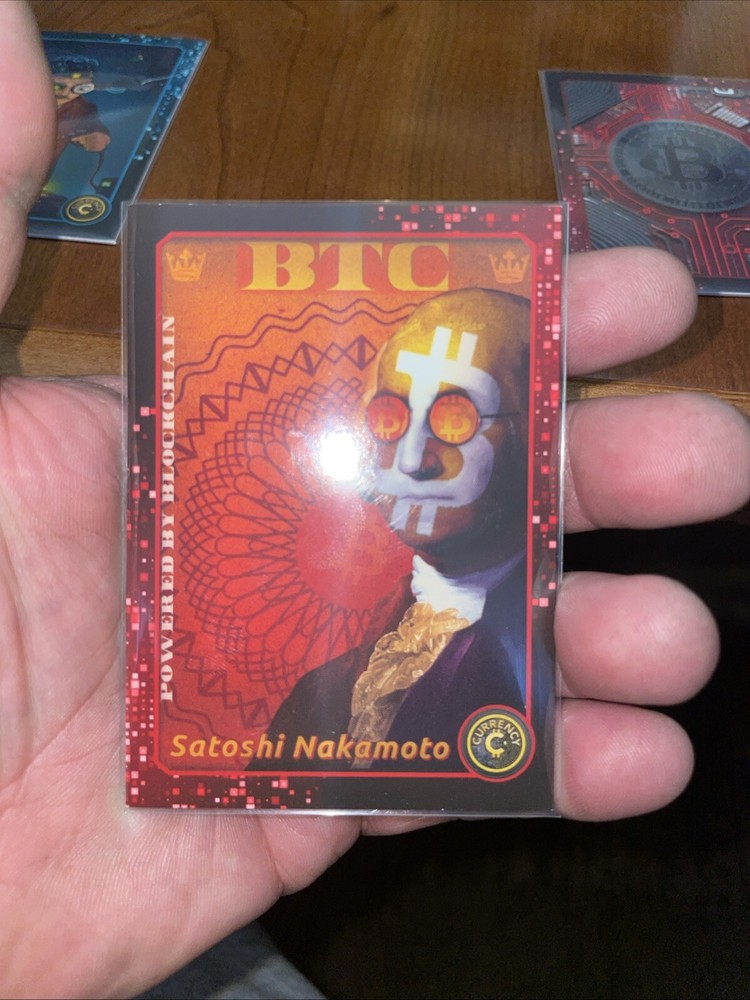 BTC
POWERED BY BLOCKCHAIN
Satoshi Nakamoto
CURRENCY